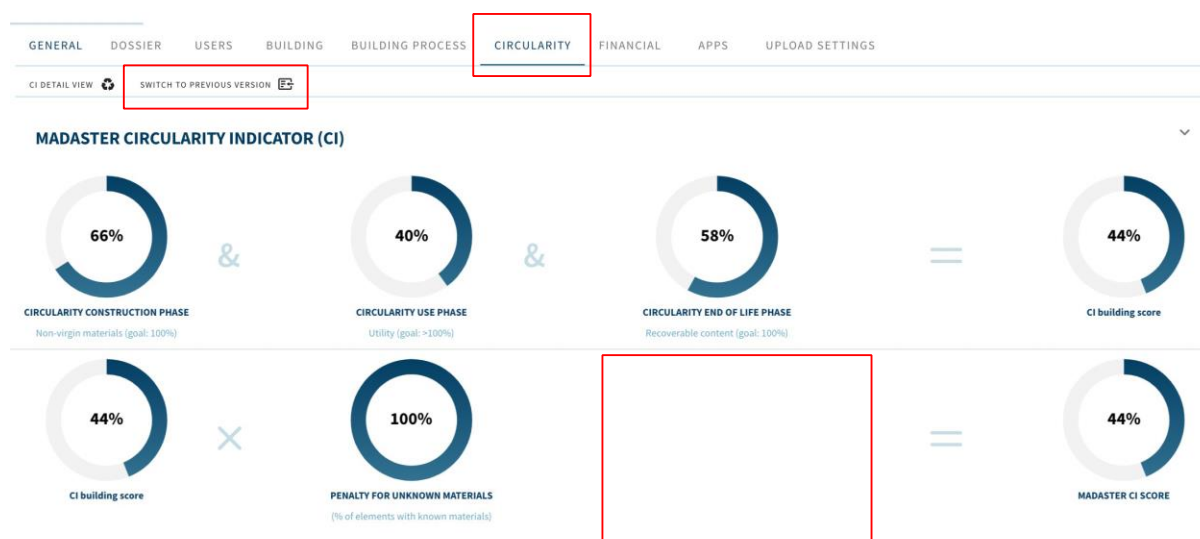 GENERAL DOSSIER USERS BUILDING BUILDING PROCESS CIRCULARITY FINANCIAL APPS UPLOAD SETTINGS
CI DETAIL VIEW SWITCH TO PREVIOUS VERSION
MADASTER CIRCULARITY INDICATOR (CI)
66% & 40% & 58% = 44%
CIRCULARITY CONSTRUCTION PHASE CIRCULARITY USE PHASE CIRCULARITY END OF LIFE PHASE CI building score
Non-virgin materials (goal: 100%) Utility (goal: >100%) Recoverable content (goal: 100%)
44% × 100% = 44%
CI building score PENALTY FOR UNKNOWN MATERIALS MADASTER CI SCORE
(% of elements with known materials)